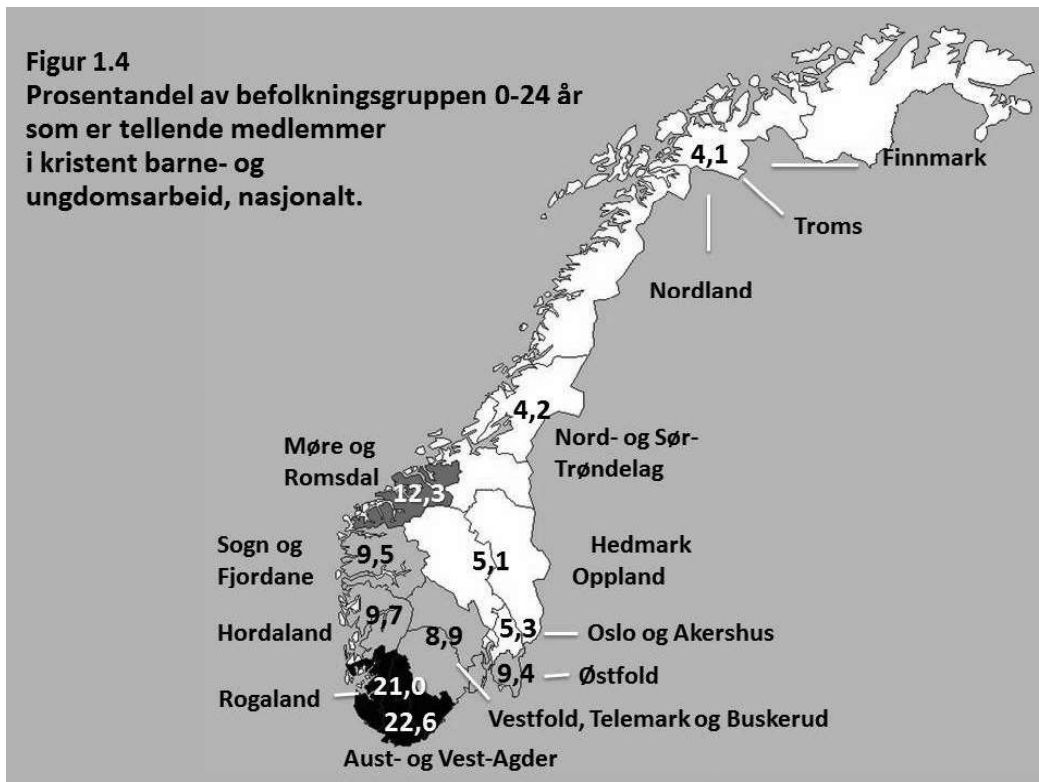 Figur 1.4
Prosentandel av befolkningsgruppen 0-24 år
som er tellende medlemmer
i kristent barne- og
ungdomsarbeid, nasjonalt.
4,1
Finnmark
Troms
Nordland
4,2
Nord- og Sør-
Trøndelag
Møre og
Romsdal
12,3
Sogn og
Fjordane
9,5
5,1
Hedmark
Oppland
Hordaland
9,7
8,9
5,3
Oslo og Akershus
9,4
Østfold
Rogaland
21,0
22,6
Vestfold, Telemark og Buskerud
Aust- og Vest-Agder